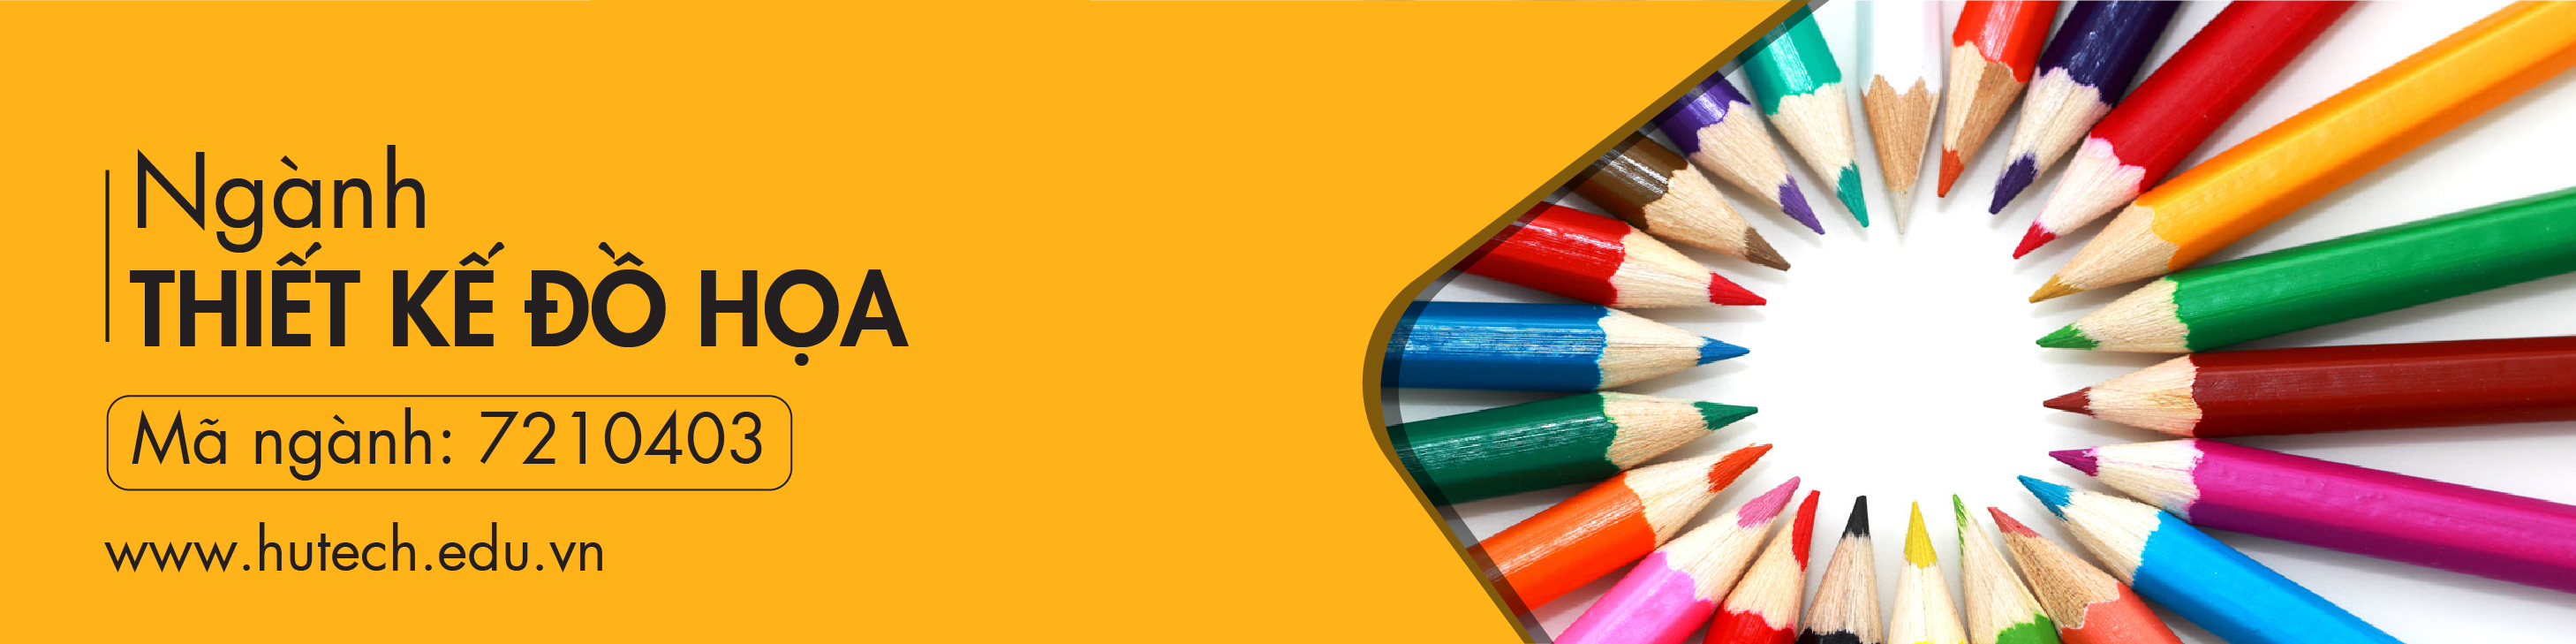 Ngành
THIẾT KẾ ĐỒ HỌA
Mã ngành: 7210403
www.hutech.edu.vn